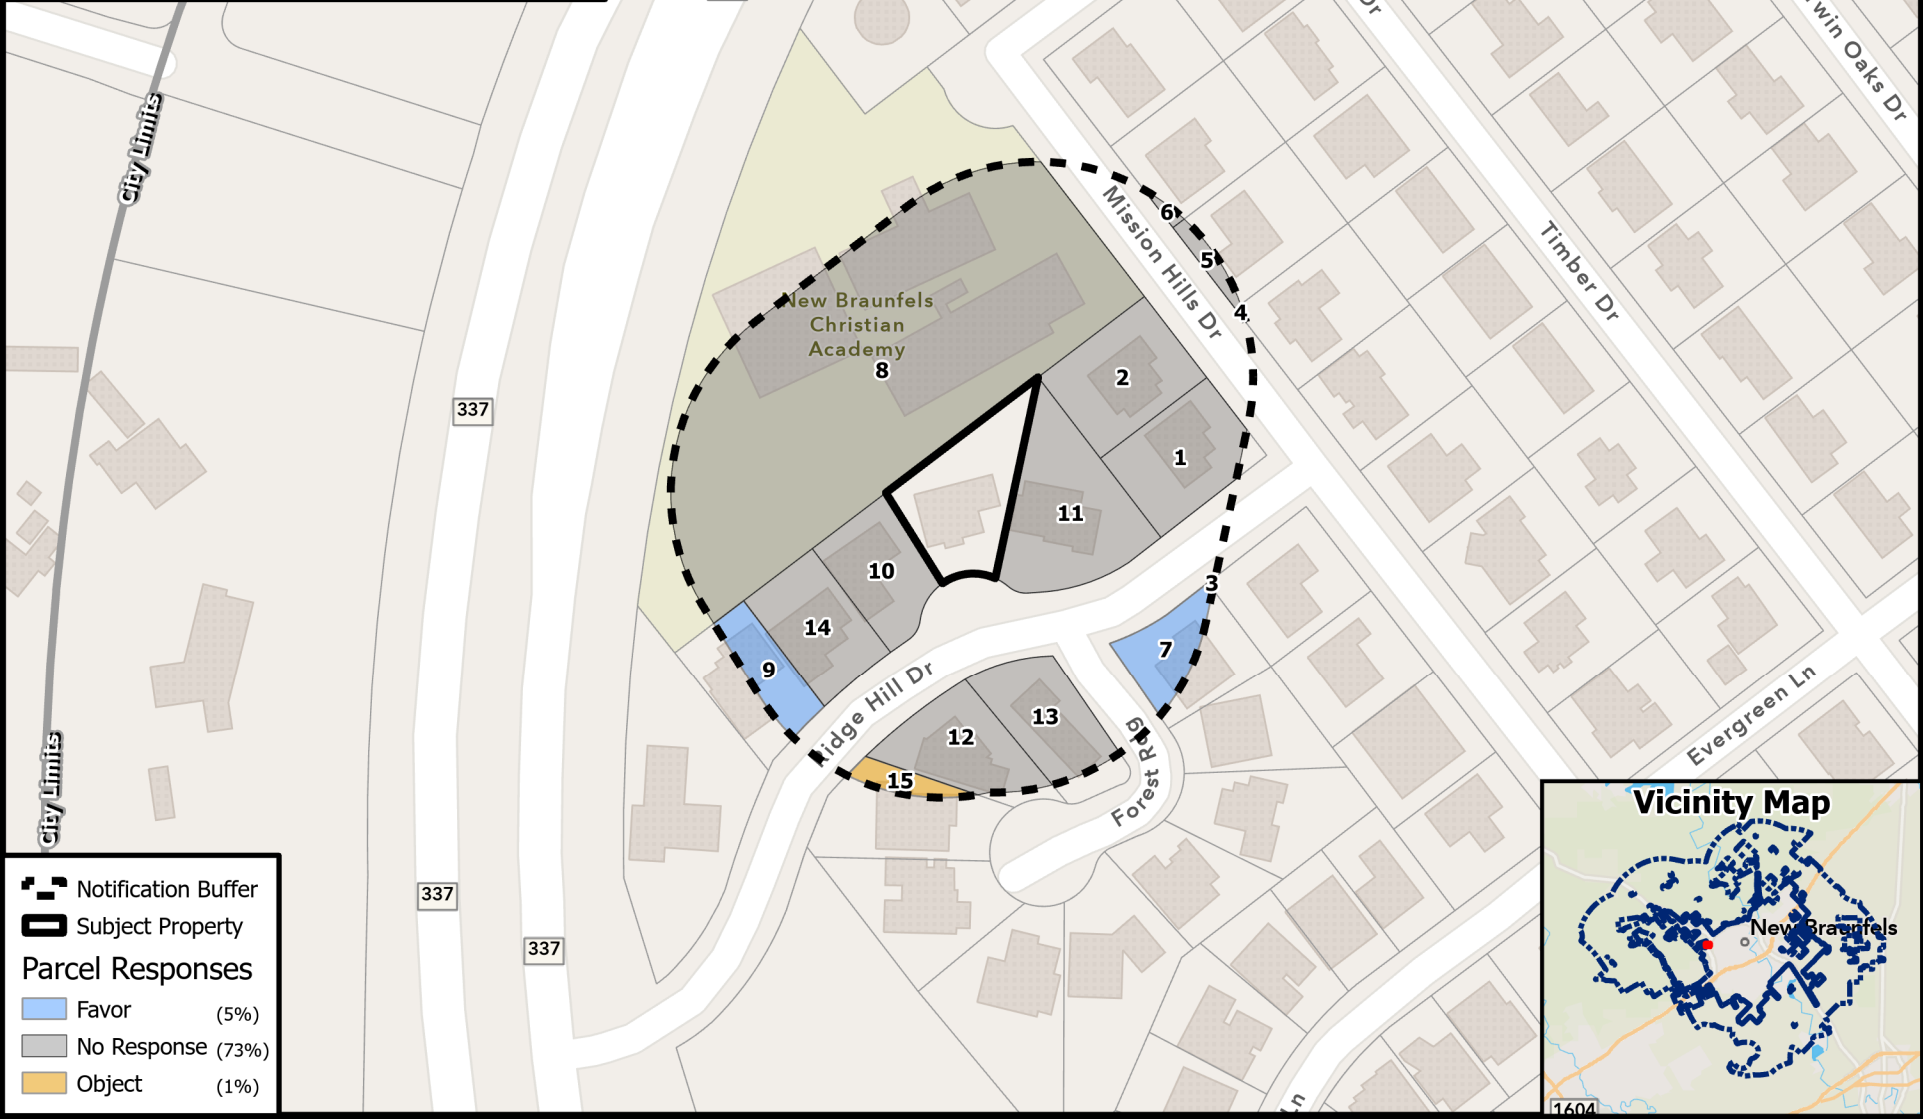 Dr
Twin Oaks Dr
City Limits
Mission Hills Dr
Timber Dr
6
5
4
New Braunfels
Christian
Academy
8
2
1
337
11
10
3
14
7
9
Ridge Hill Dr
13
12
15
Forest Rdg
Evergreen Ln
City Limits
337
337
Ln
Notification Buffer
Subject Property
Parcel Responses
Favor (5%)
No Response (73%)
Object (1%)
Vicinity Map
New Braunfels
1604